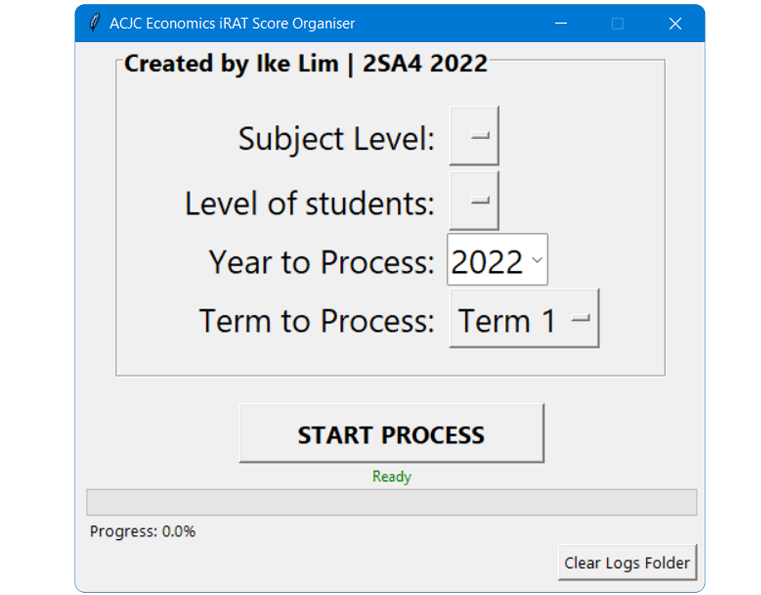 ACJC Economics iRAT Score Organiser
Created by Ike Lim | 2SA4 2022
Subject Level:
Level of students:
Year to Process: 2022
Term to Process: Term 1
START PROCESS
Ready
Progress: 0.0%
Clear Logs Folder